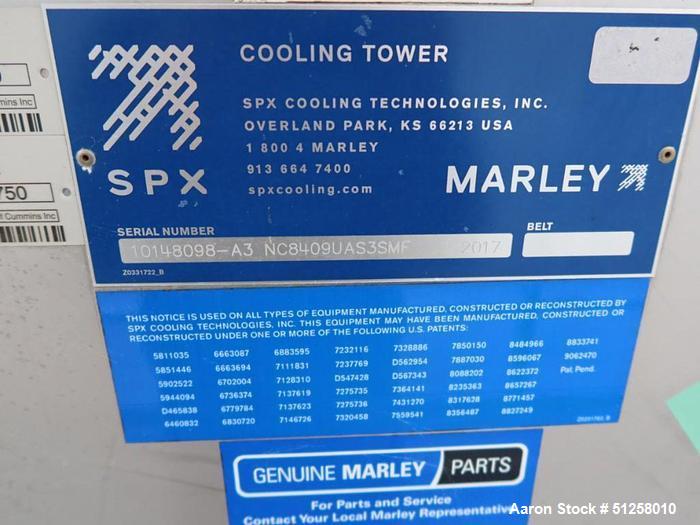 COOLING TOWER
SPX COOLING TECHNOLOGIES, INC.
OVERLAND PARK, KS 66213 USA
1 800 4 MARLEY
913 664 7400
spxcooling.com
SPX
MARLEY
SERIAL NUMBER
BELT
10148098-A3 NC8409UAS3SMF 2017
Z0331722_B
mins Inc
750
Cummins Inc
THIS NOTICE IS USED ON ALL TYPES OF EQUIPMENT MANUFACTURED, CONSTRUCTED OR RECONSTRUCTED BY
SPX COOLING TECHNOLOGIES, INC. THIS EQUIPMENT MAY HAVE BEEN MANUFACTURED, CONSTRUCTED OR
RECONSTRUCTED UNDER ONE OR MORE OF THE FOLLOWING U.S. PATENTS:
5811035 6663087 6883595 7232116 7328886 7850150 8484966 8833741
5851446 6663694 7111831 7237769 D562954 7887030 8596067 9062470
5902522 6702004 7128310 D547428 D567343 8088202 8622372 Pat. Pend.
5944094 6736374 7137619 7275735 7364141 8235363 8657267
D465838 6779784 7137623 7275736 7431270 8317628 8771457
6460832 6830720 7146726 7320458 7559541 8356487 8827249
GENUINE MARLEY PARTS
For Parts and Service
Contact Your Local Marley Representative
Aaron Stock # 51258010